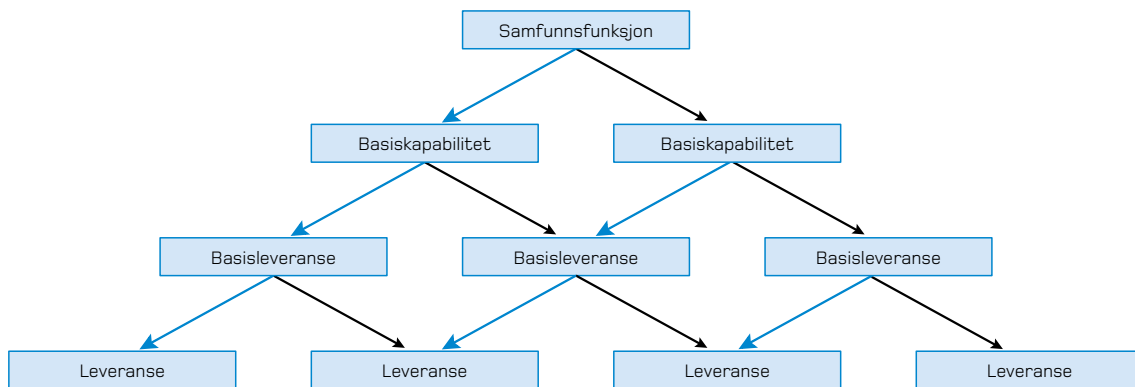 Samfunnsfunksjon
Basiskapabilitet
Basiskapabilitet
Basisleveranse
Basisleveranse
Basisleveranse
Leveranse
Leveranse
Leveranse
Leveranse